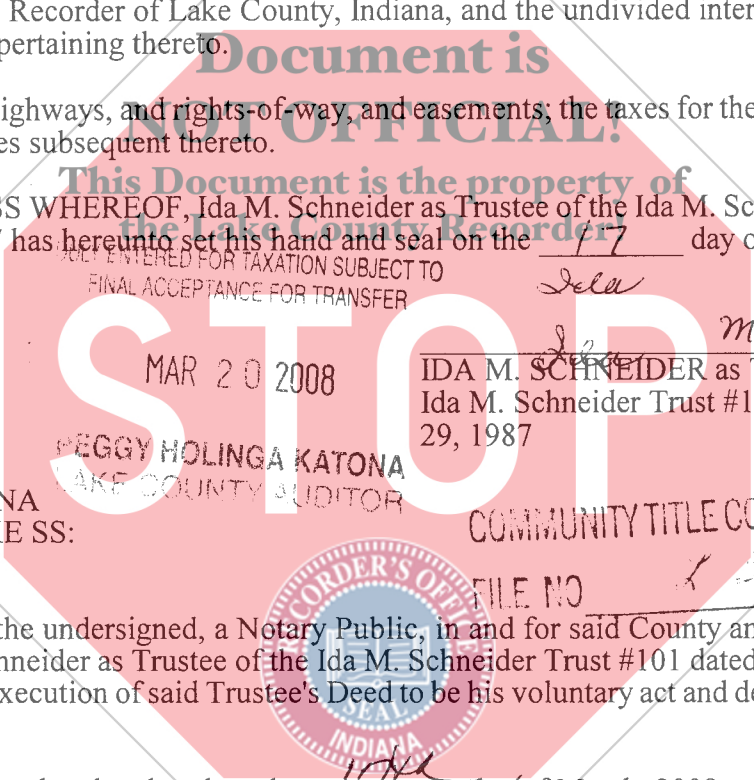 Recorder of Lake County, Indiana, and the undivided inter
pertaining thereto.
Document is
NOT OFFICIAL!
ighways, and rights-of-way, and easements; the taxes for the
es subsequent thereto.
This Document is the property of
the Lake County Recorder!
SS WHEREOF, Ida M. Schneider as Trustee of the Ida M. Sc
has hereunto set his hand and seal on the 17 day o
DULY ENTERED FOR TAXATION SUBJECT TO
FINAL ACCEPTANCE FOR TRANSFER
Ida
Ida M
STOP
MAR 20 2008
IDA M. SCHNEIDER as T
Ida M. Schneider Trust #1
29, 1987
PEGGY HOLINGA KATONA
LAKE COUNTY AUDITOR
NA
E SS:
COMMUNITY TITLE CO
FILE NO
RECORDER'S OFFICE
the undersigned, a Notary Public, in and for said County an
hneider as Trustee of the Ida M. Schneider Trust #101 dated
xecution of said Trustee's Deed to be his voluntary act and de
SEAL
INDIANA